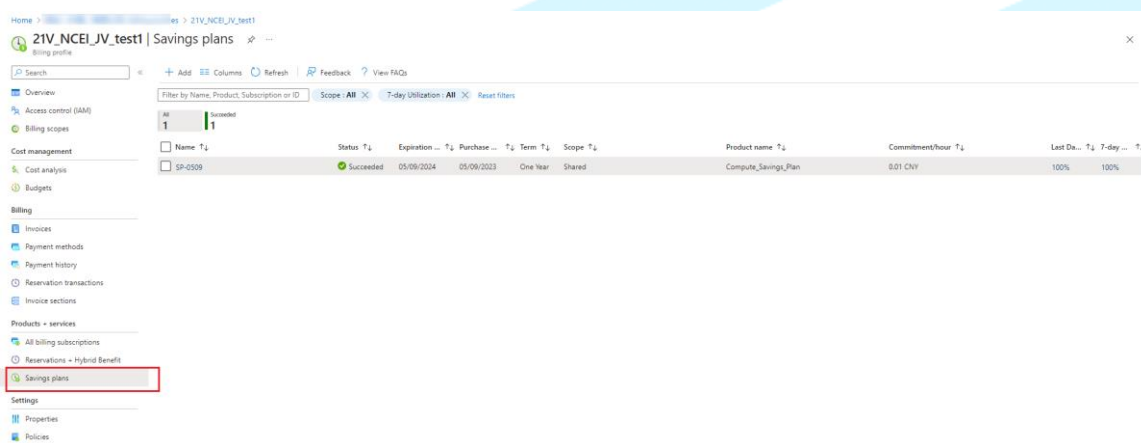 Home > es > 21V_NCEI_JV_test1
21V_NCEI_JV_test1 | Savings plans ...
Billing profile
Search «
+ Add Columns Refresh Feedback ? View FAQs
Filter by Name, Product, Subscription or ID Scope : All 7-day Utilization : All Reset filters
All Succeeded
1 1
Name ↑↓ Status ↑↓ Expiration ... ↑↓ Purchase ... ↑↓ Term ↑↓ Scope ↑↓ Product name ↑↓ Commitment/hour ↑↓ Last Da... ↑↓ 7-day ...
SP-0509 Succeeded 05/09/2024 05/09/2023 One Year Shared Compute_Savings_Plan 0.01 CNY 100% 100%
Overview
Access control (IAM)
Billing scopes
Cost management
Cost analysis
Budgets
Billing
Invoices
Payment methods
Payment history
Reservation transactions
Invoice sections
Products + services
All billing subscriptions
Reservations + Hybrid Benefit
Savings plans
Settings
Properties
Policies